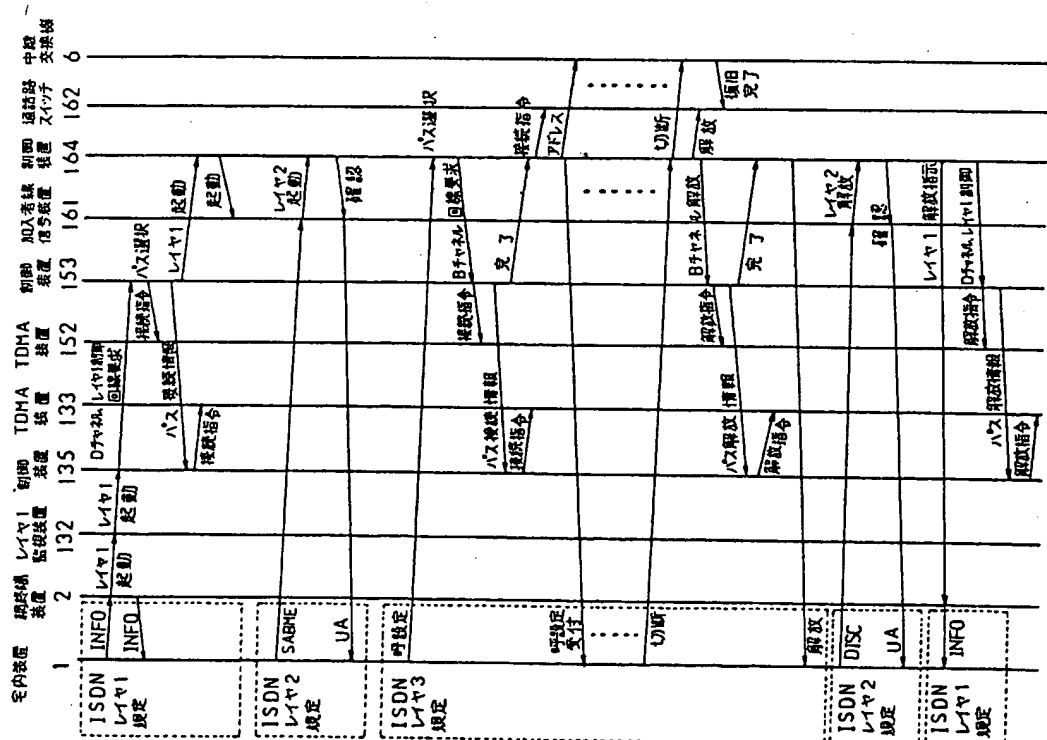 宅内装置
1
網終端
装置
2
レイヤ1
監視装置
132
制御
装置
135
TDMA
装置
133
TDMA
装置
152
制御
装置
153
加入者線
信号装置
161
制御
装置
164
通話路
スイッチ
162
中継
交換機
6
ISDN
レイヤ1
規定
INFO
INFO
レイヤ1
起動
レイヤ1
起動
Dチャネル,レイヤ1制御
回線要求
接続指令
パス選択
パス接続情報
接続指令
レイヤ1
起動
起動
ISDN
レイヤ2
規定
SABME
UA
レイヤ2
起動
確認
ISDN
レイヤ3
規定
呼設定
パス選択
Bチャネル回線要求
接続指令
パス接続情報
接続指令
完了
接続指令
アドレス
呼設定
受付
切断
切断
解放
復旧
完了
Bチャネル解放
解放指令
パス解放情報
解放指令
完了
解放
ISDN
レイヤ2
規定
DISC
UA
レイヤ2
解放
確認
ISDN
レイヤ1
規定
INFO
レイヤ1解放指示
Dチャネル,レイヤ1制御
解放指令
パス解放情報
解放指令